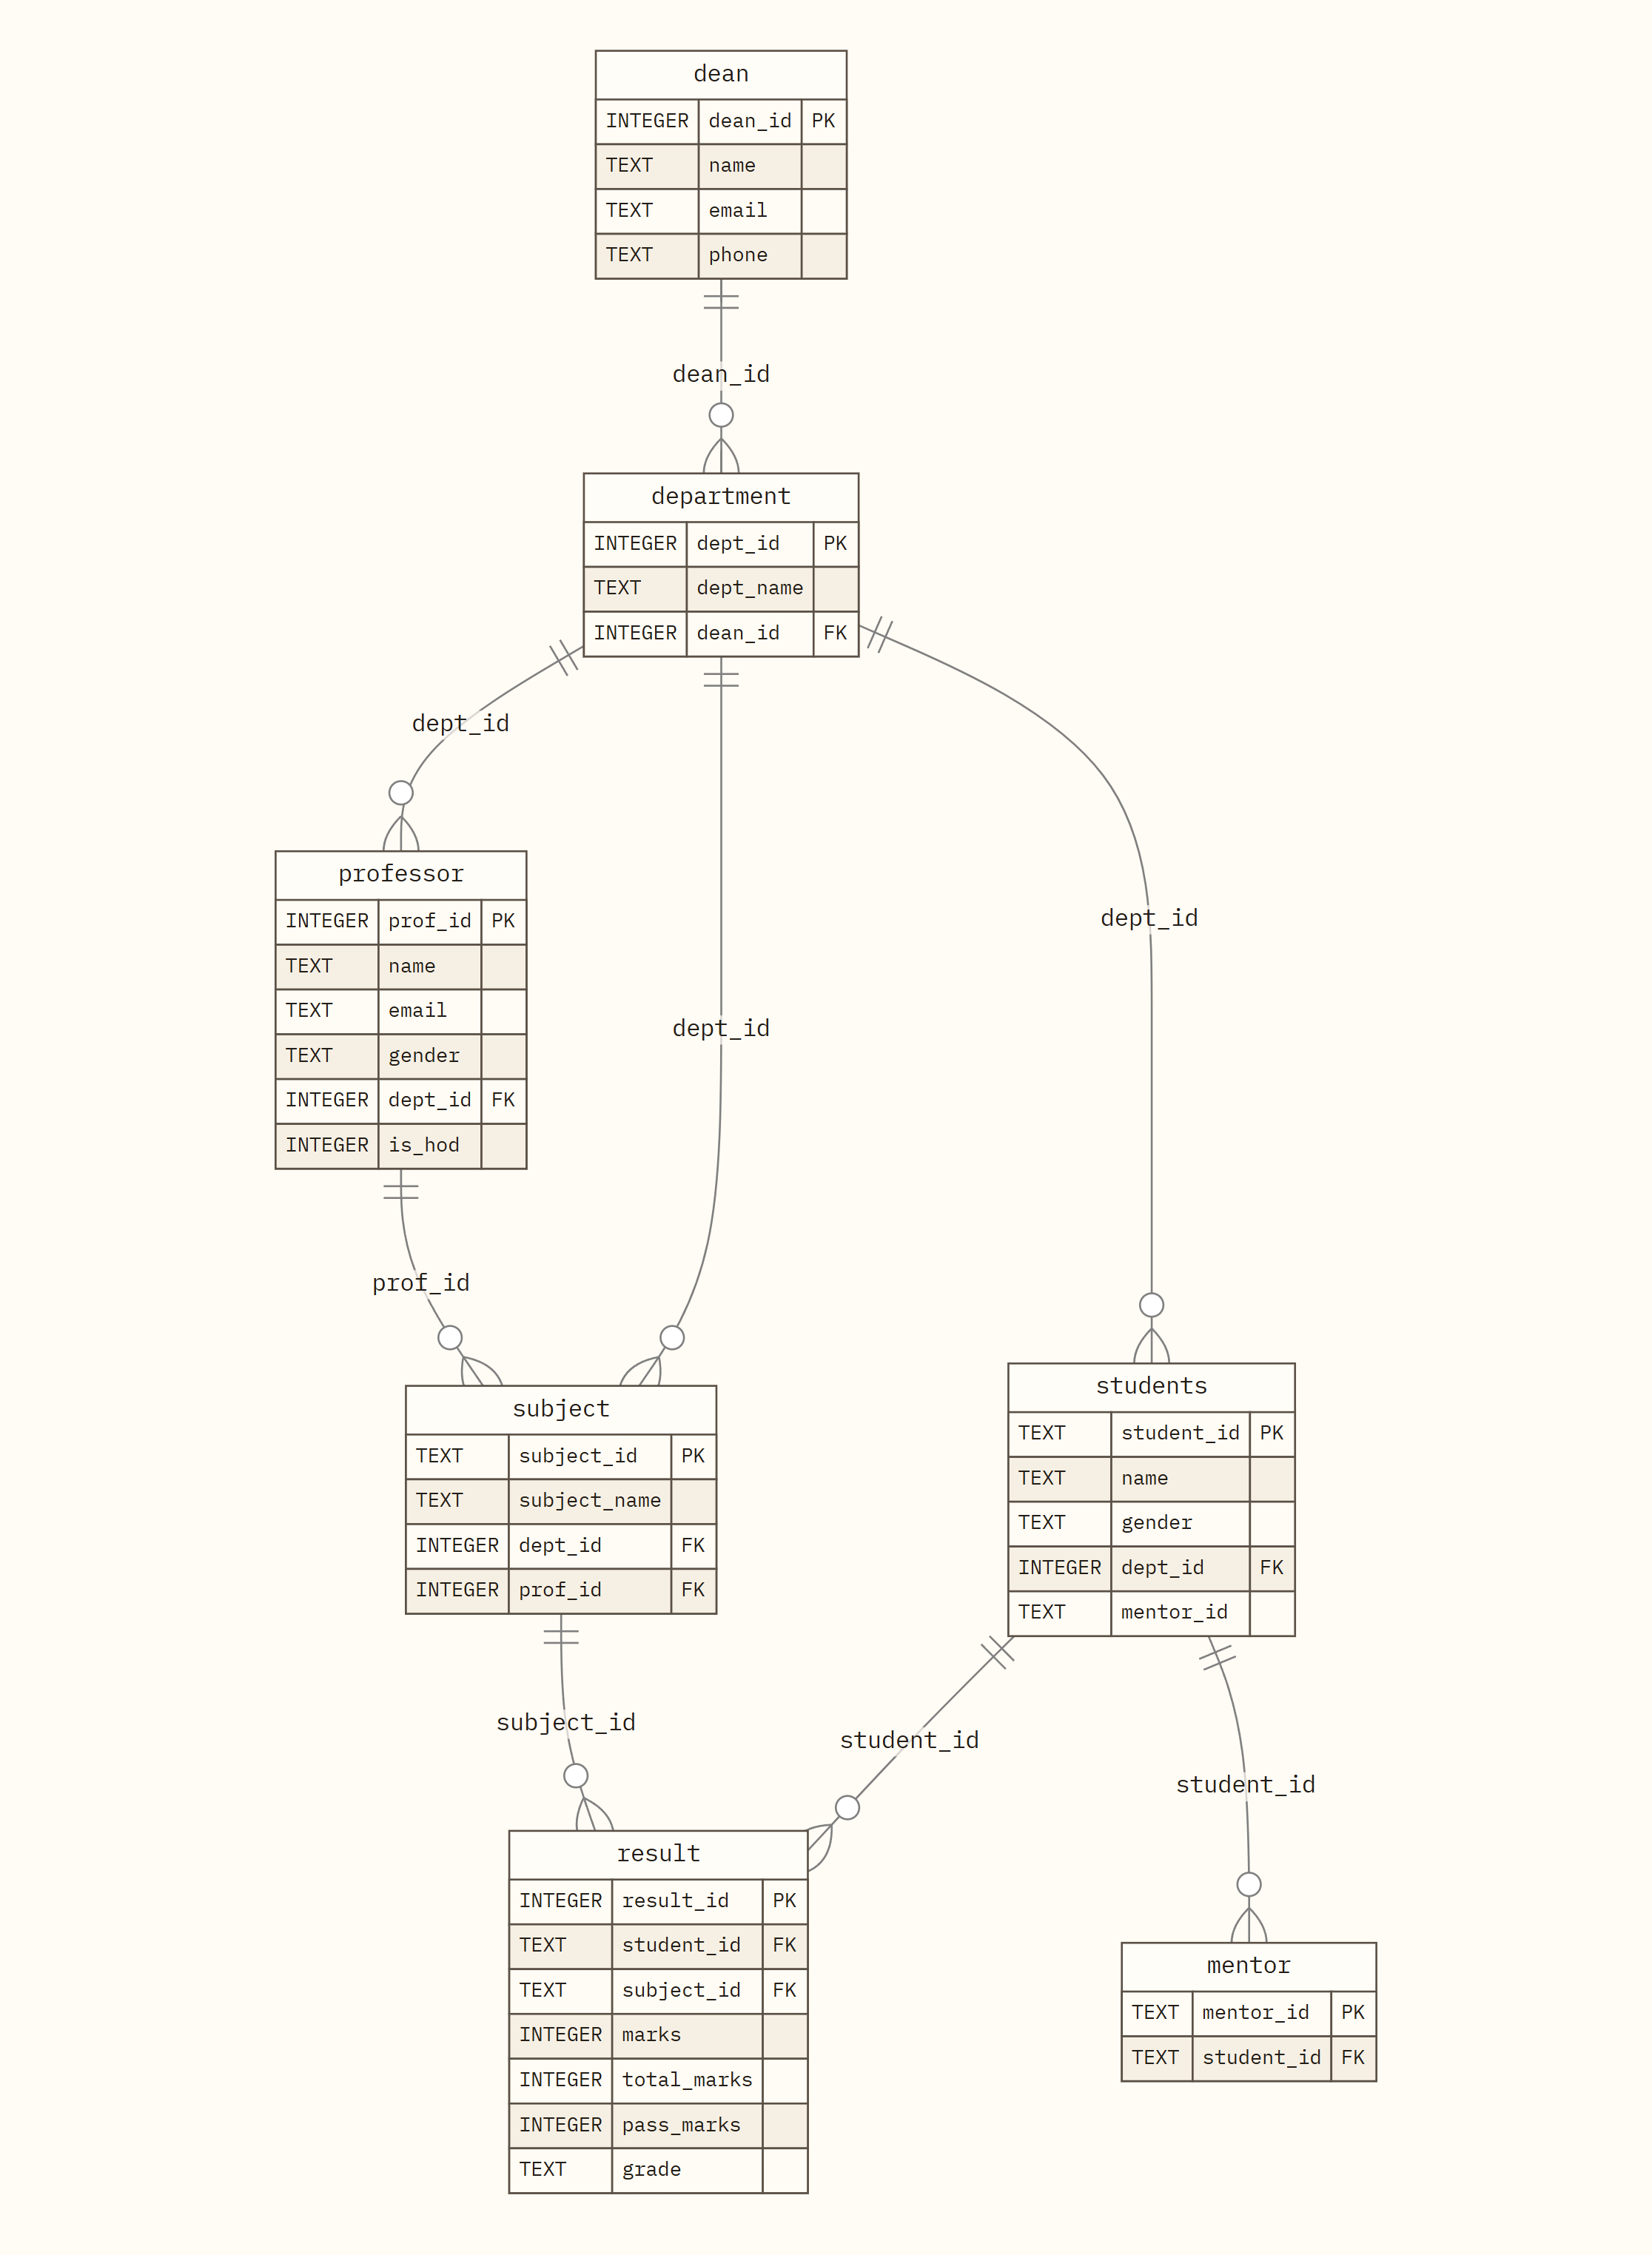 dean
INTEGER dean_id PK
TEXT name
TEXT email
TEXT phone
dean_id
department
INTEGER dept_id PK
TEXT dept_name
INTEGER dean_id FK
dept_id
dept_id
dept_id
professor
INTEGER prof_id PK
TEXT name
TEXT email
TEXT gender
INTEGER dept_id FK
INTEGER is_hod
prof_id
subject
TEXT subject_id PK
TEXT subject_name
INTEGER dept_id FK
INTEGER prof_id FK
students
TEXT student_id PK
TEXT name
TEXT gender
INTEGER dept_id FK
TEXT mentor_id
subject_id
student_id
student_id
result
INTEGER result_id PK
TEXT student_id FK
TEXT subject_id FK
INTEGER marks
INTEGER total_marks
INTEGER pass_marks
TEXT grade
mentor
TEXT mentor_id PK
TEXT student_id FK